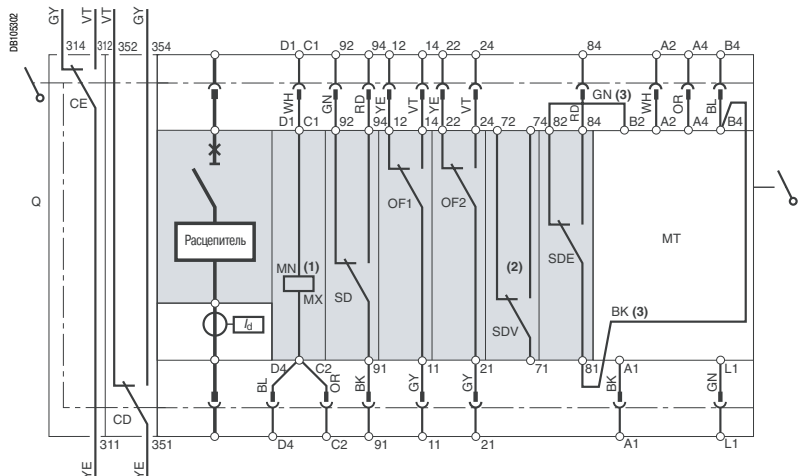 DB105302
GY VT VT GY
314 312 352 354 D1 C1 92 94 12 14 22 24 84 A2 A4 B4
CE WH GN RD YE VT YE VT RD GN (3) WH OR BL
D1 C1 92 94 12 14 22 24 72 74 82 84 B2 A2 A4 B4
Q
OF1 OF2
Расцепитель MT
SDE
MN (1) SD (2)
MX
BK (3)
Id SDV
D4 C2 91 11 21 71 81 A1 L1
BL OR BK GY GY BK GN
CD
311 351 D4 C2 91 11 21 A1 L1
YE YE